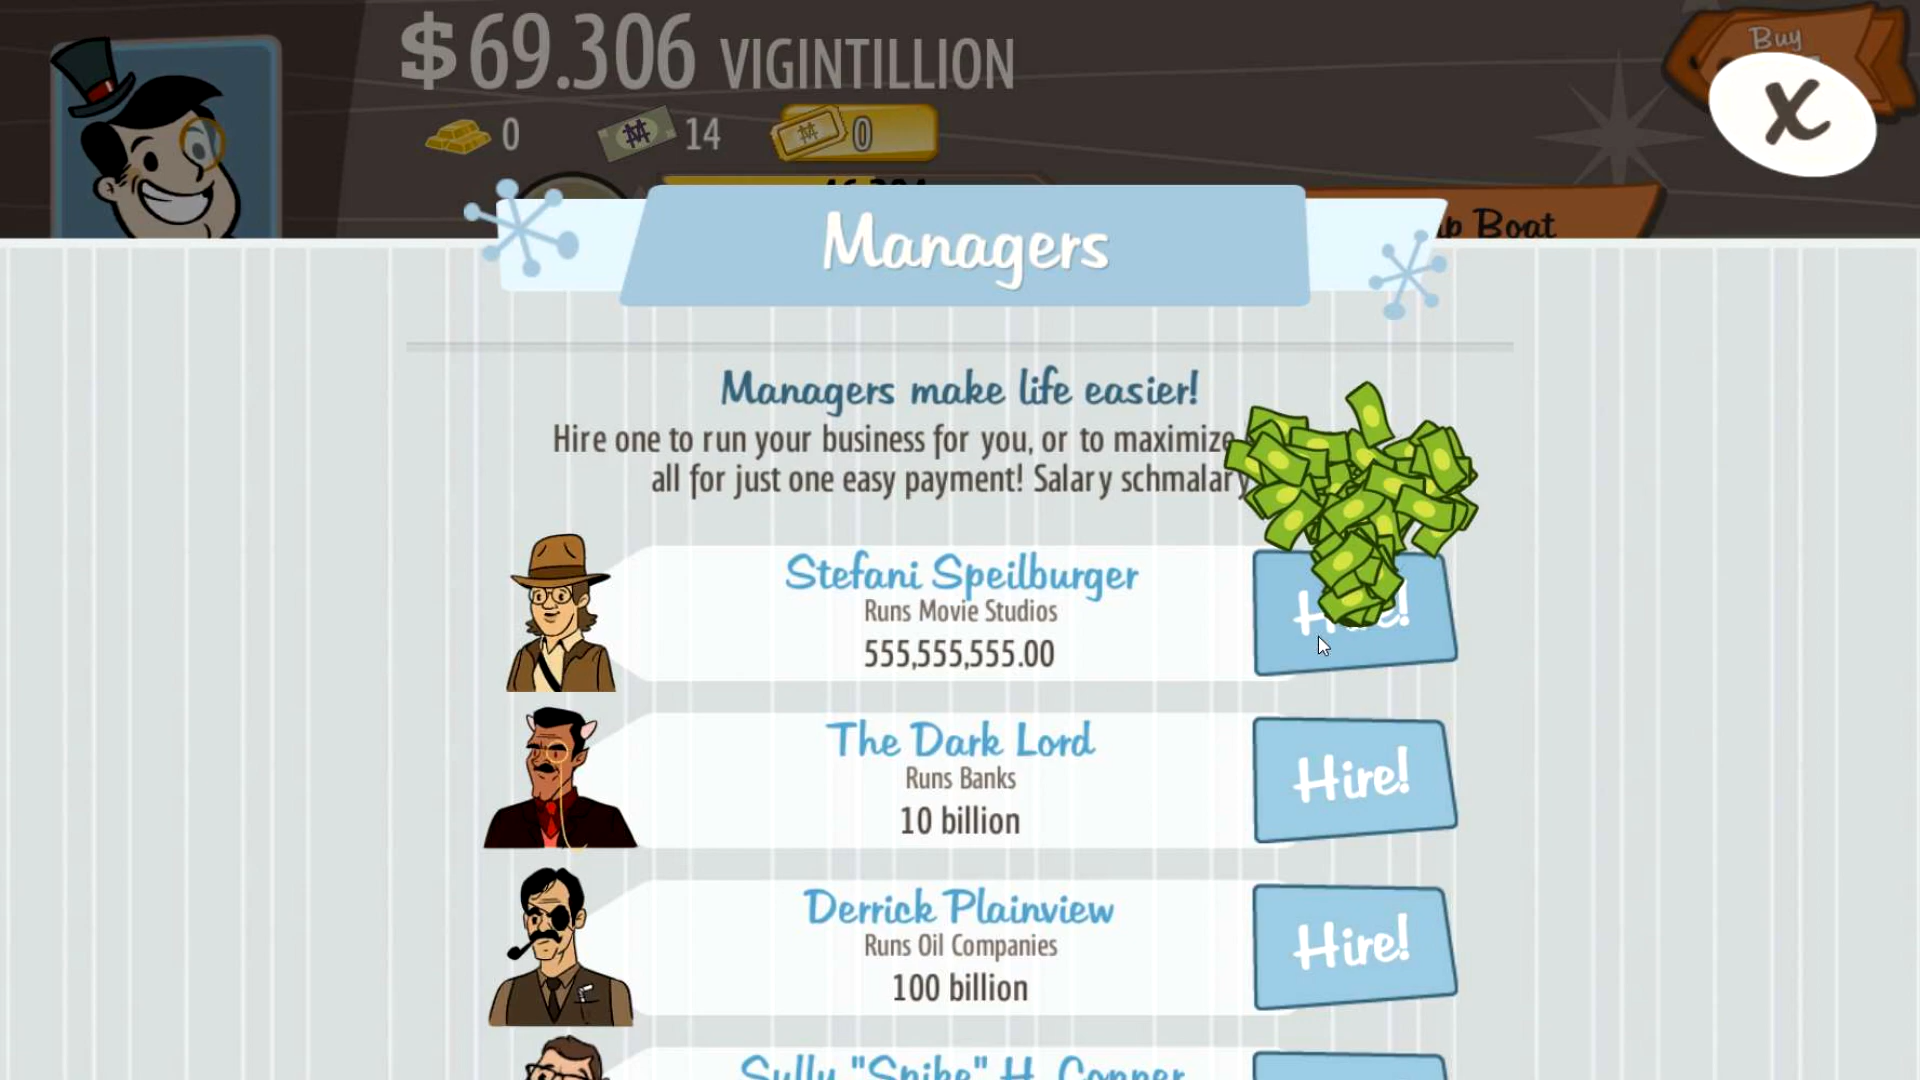 $69.306 VIGINTILLION
Buy
X
0
14
0
Boat
Managers
Managers make life easier!
Hire one to run your business for you, or to maximize
all for just one easy payment! Salary schmalary
Stefani Speilburger
Runs Movie Studios
555,555,555.00
The Dark Lord
Runs Banks
10 billion
Hire!
Derrick Plainview
Runs Oil Companies
100 billion
Hire!
Sully "Spike" H. Conner